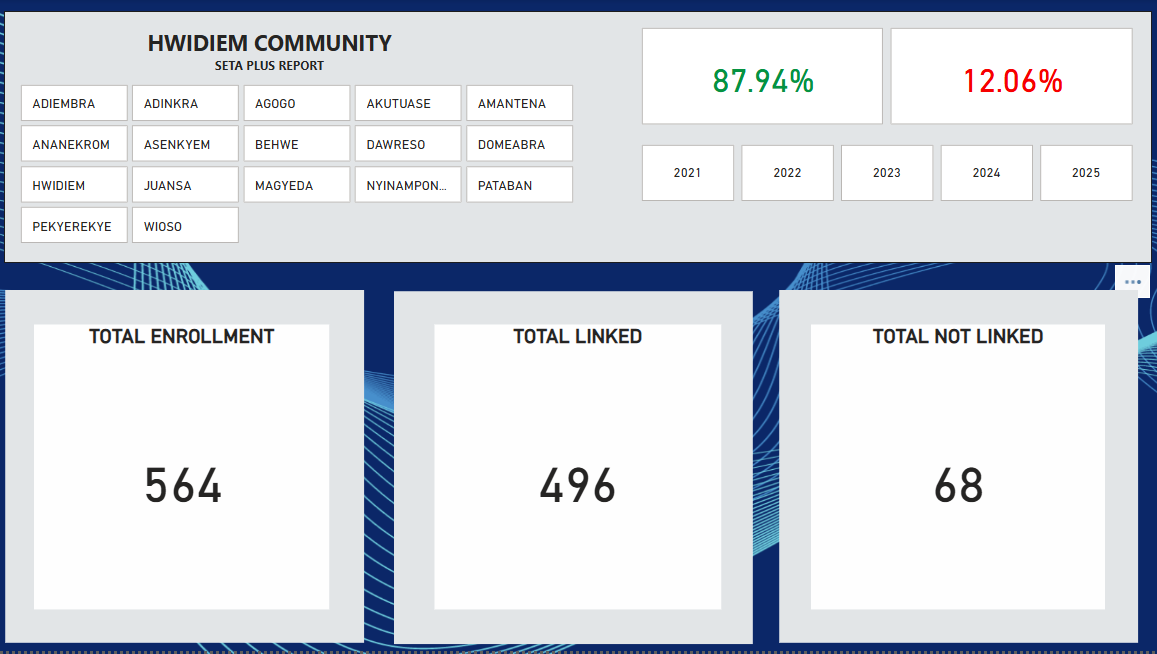 HWIDIEM COMMUNITY
SETA PLUS REPORT
ADIEMBRA
ADINKRA
AGOGO
AKUTUASE
AMANTENA
ANANEKROM
ASENKYEM
BEHWE
DAWRESO
DOMEABRA
HWIDIEM
JUANSA
MAGYEDA
NYINAMPON...
PATABAN
PEKYEREKYE
WIOSO
87.94%
12.06%
2021
2022
2023
2024
2025
TOTAL ENROLLMENT
564
TOTAL LINKED
496
TOTAL NOT LINKED
68